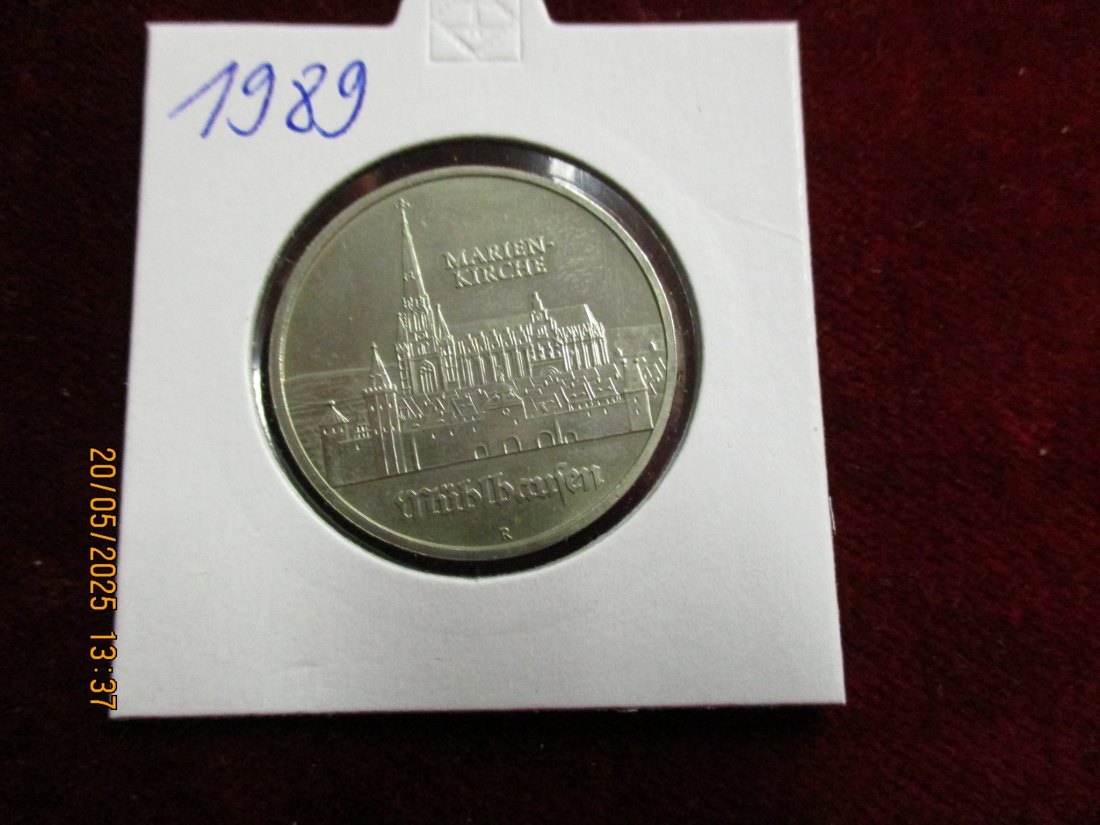 1989
MARIEN-
KIRCHE
Mühlhausen
R
20/05/2025 13:37